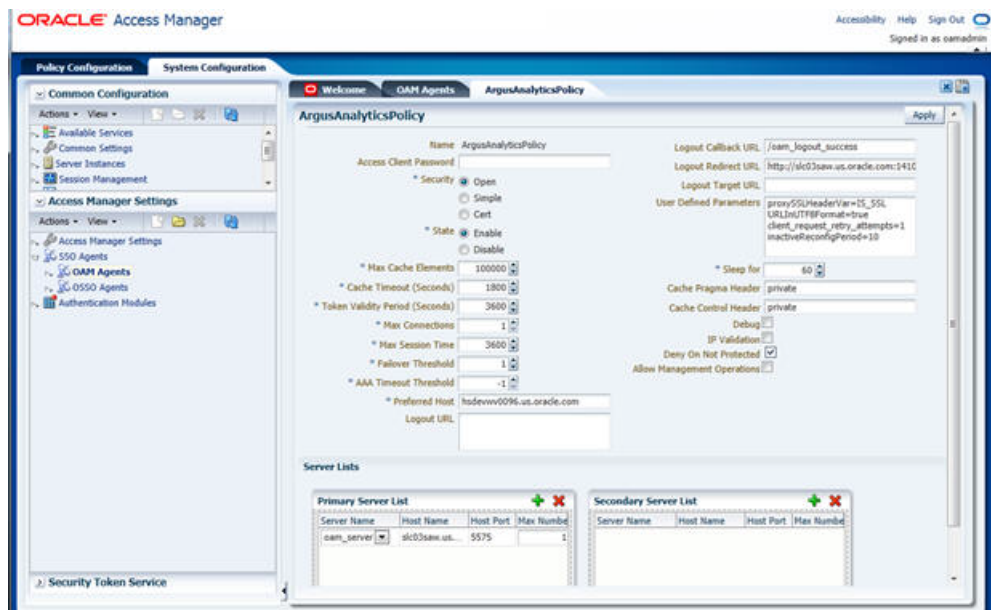 ORACLE Access Manager
Accessibility Help Sign Out
Signed in as oamadmin
Policy Configuration System Configuration
Common Configuration
Actions View
Available Services
Common Settings
Server Instances
Session Management
Access Manager Settings
Actions View
Access Manager Settings
SSO Agents
OAM Agents
OSSO Agents
Authentication Modules
Security Token Service
Welcome OAM Agents ArgusAnalyticsPolicy
ArgusAnalyticsPolicy Apply
Name ArgusAnalyticsPolicy
Access Client Password
* Security Open
Simple
Cert
* State Enable
Disable
* Max Cache Elements 100000
* Cache Timeout (Seconds) 1800
* Token Validity Period (Seconds) 3600
* Max Connections 1
* Max Session Time 3600
* Failover Threshold 1
* AAA Timeout Threshold -1
* Preferred Host hsdevwv0096.us.oracle.com
Logout URL
Logout Callback URL /oam_logout_success
Logout Redirect URL http://slc03saw.us.oracle.com:1410
Logout Target URL
User Defined Parameters proxySSLHeaderVar=IS_SSL
URLInUTF8Format=true
client_request_retry_attempts=1
inactiveReconfigPeriod=10
* Sleep for 60
Cache Pragma Header private
Cache Control Header private
Debug
IP Validation
Deny On Not Protected
Allow Management Operations
Server Lists
Primary Server List
Server Name Host Name Host Port Max Numbe
oam_server slc03saw.us.... 5575 1
Secondary Server List
Server Name Host Name Host Port Max Numbe